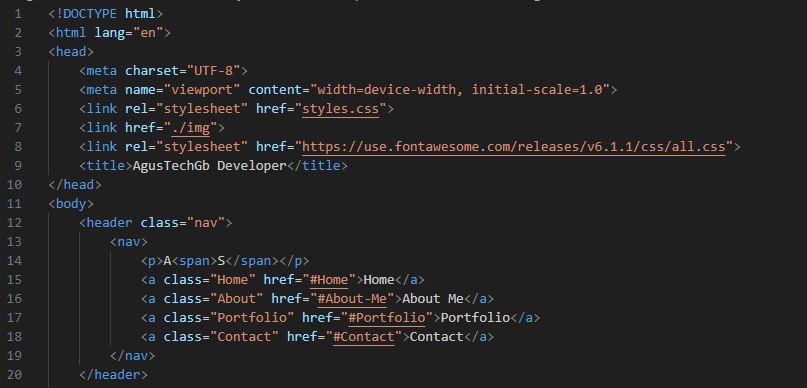 1 <!DOCTYPE html>
2 <html lang="en">
3 <head>
4     <meta charset="UTF-8">
5     <meta name="viewport" content="width=device-width, initial-scale=1.0">
6     <link rel="stylesheet" href="styles.css">
7     <link href="./img">
8     <link rel="stylesheet" href="https://use.fontawesome.com/releases/v6.1.1/css/all.css">
9     <title>AgusTechGb Developer</title>
10 </head>
11 <body>
12     <header class="nav">
13         <nav>
14             <p>A<span>S</span></p>
15             <a class="Home" href="#Home">Home</a>
16             <a class="About" href="#About-Me">About Me</a>
17             <a class="Portfolio" href="#Portfolio">Portfolio</a>
18             <a class="Contact" href="#Contact">Contact</a>
19         </nav>
20     </header>